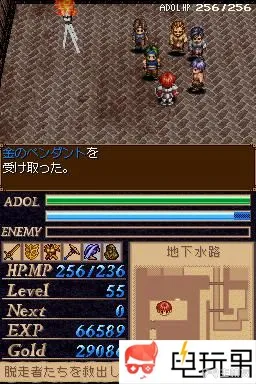 ADOL HP 256/256
金のペンダントを
受け取った。
ADOL
ENEMY
HP.MP 256/236
Level 55
Next 0
EXP 66589
Gold 29086
地下水路
脱走者たちを救出し
电玩男